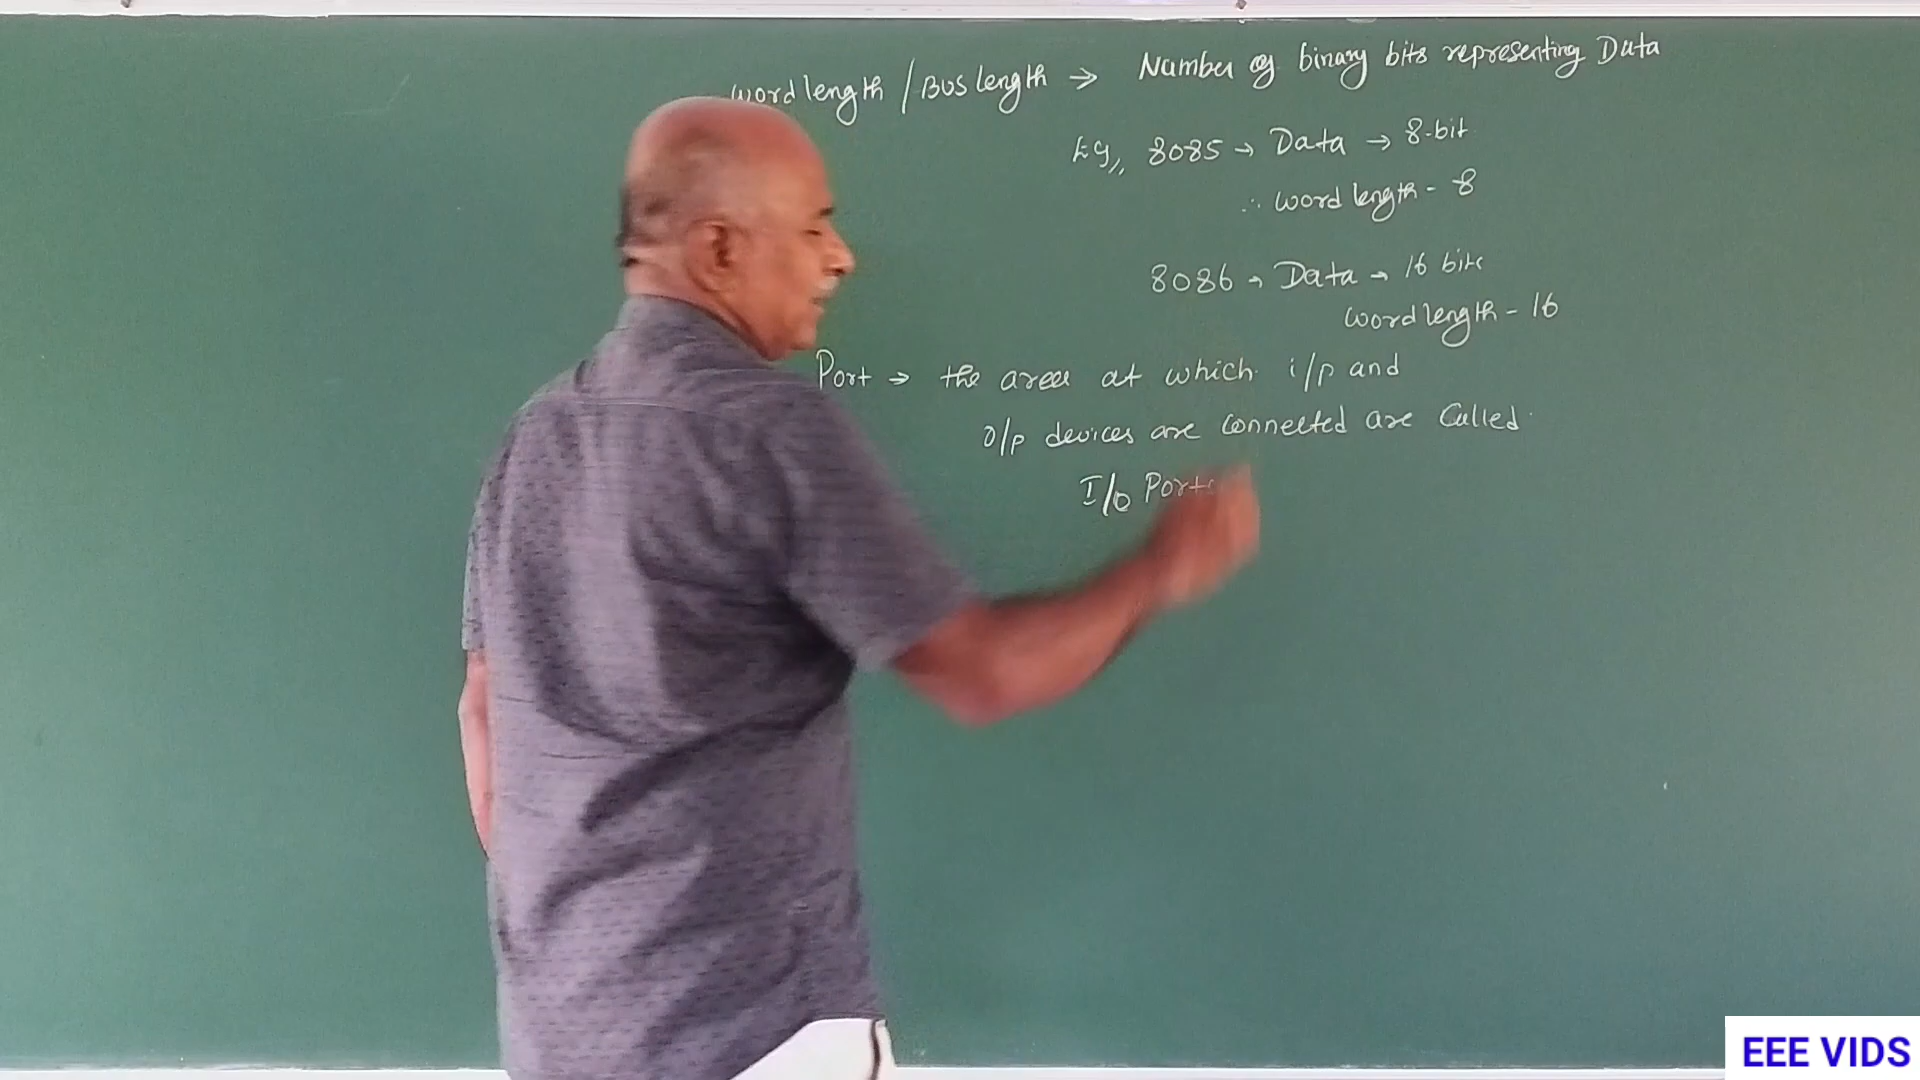 Word length / BUS length → Number of binary bits representing Data
Eg,, 8085 → Data → 8-bit
∴ word length - 8
8086 → Data → 16 bits
word length - 16
Port → the area at which i/p and
O/p devices are connected are Called
I/O Ports
EEE VIDS